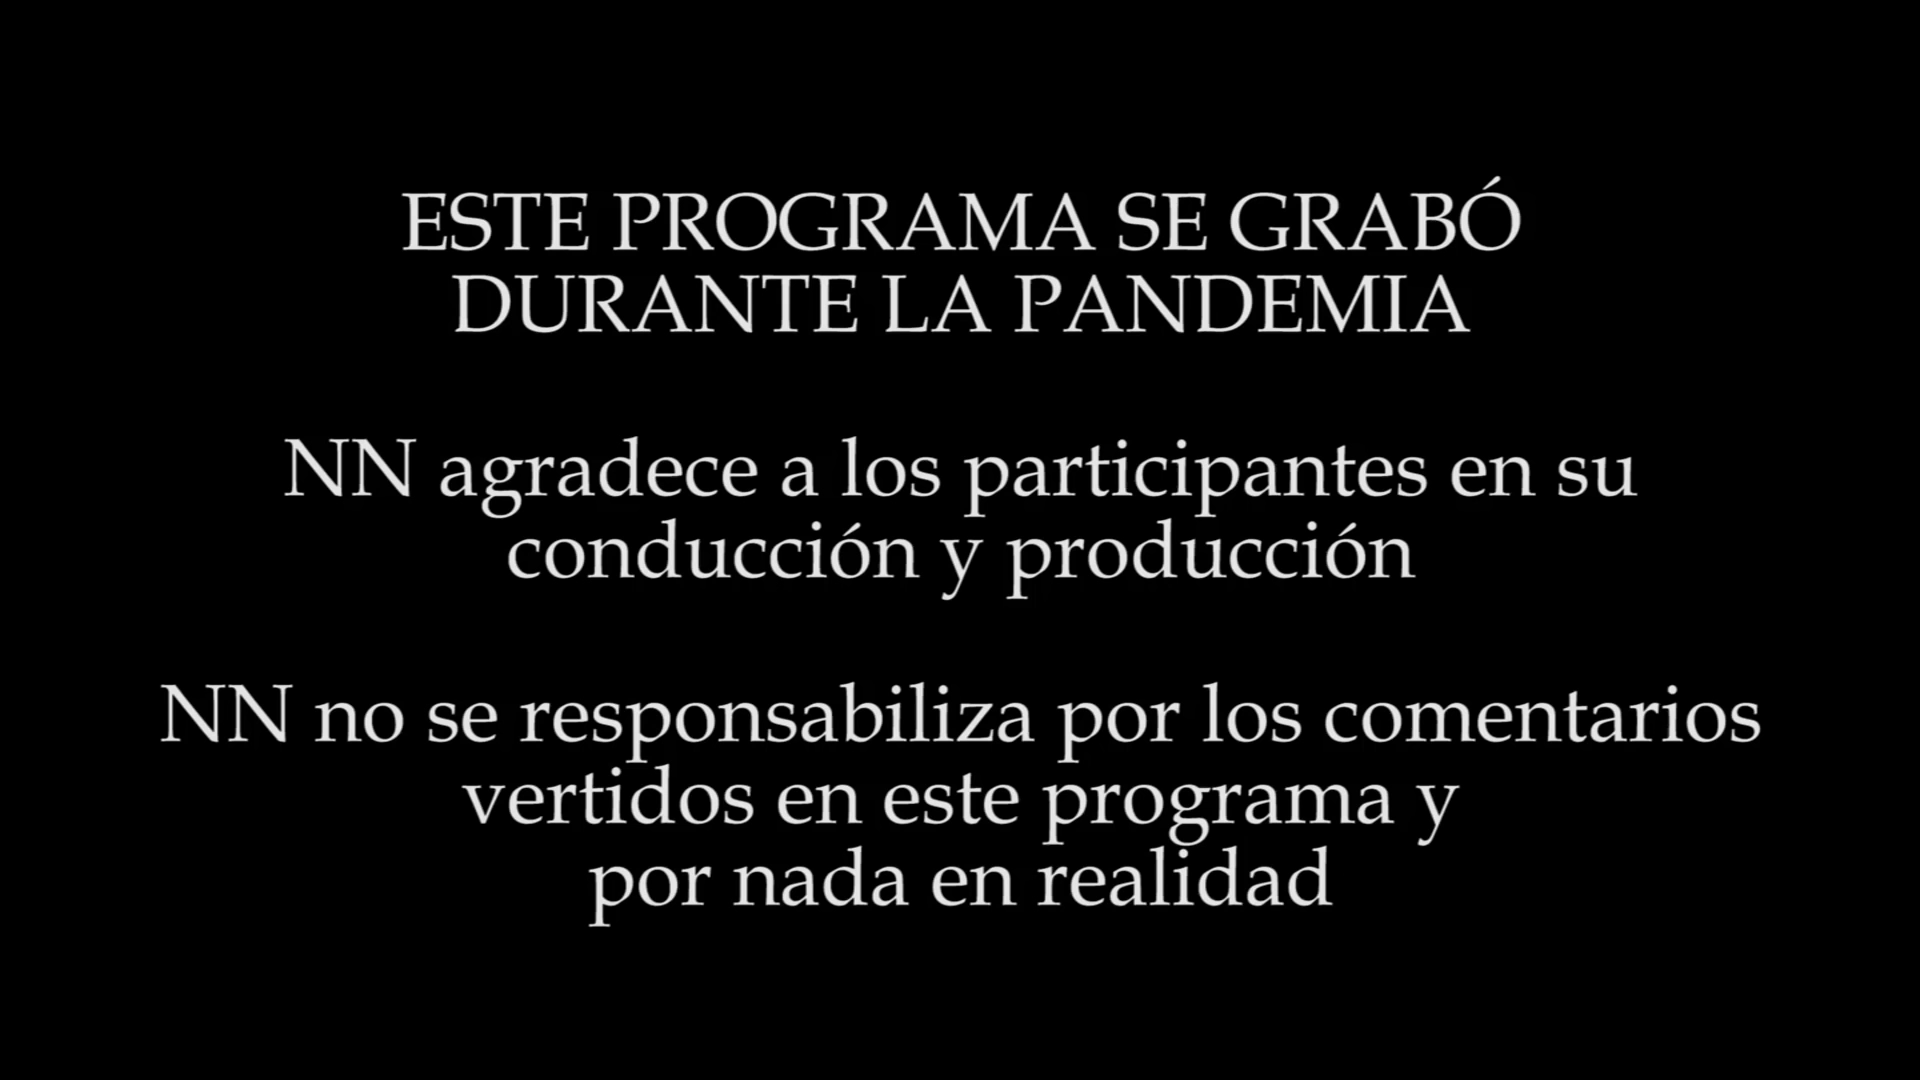 ESTE PROGRAMA SE GRABÓ
DURANTE LA PANDEMIA
NN agradece a los participantes en su
conducción y producción
NN no se responsabiliza por los comentarios
vertidos en este programa y
por nada en realidad